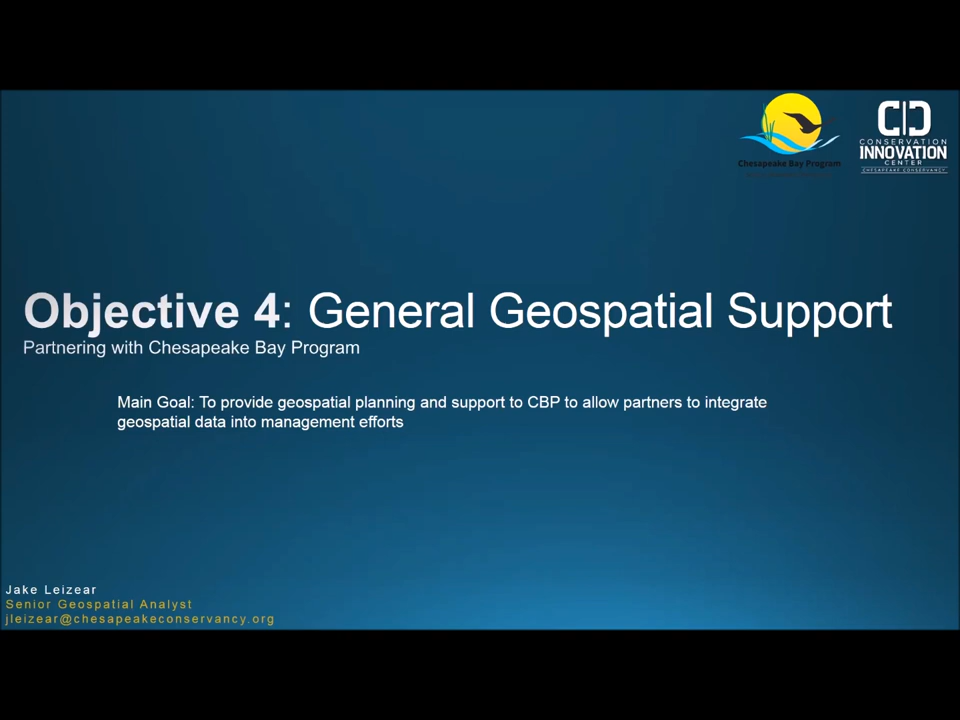 Chesapeake Bay Program
CONSERVATION
INNOVATION
CENTER
CHESAPEAKE CONSERVANCY
Objective 4: General Geospatial Support
Partnering with Chesapeake Bay Program
Main Goal: To provide geospatial planning and support to CBP to allow partners to integrate
geospatial data into management efforts
Jake Leizear
Senior Geospatial Analyst
jleizear@chesapeakeconservancy.org